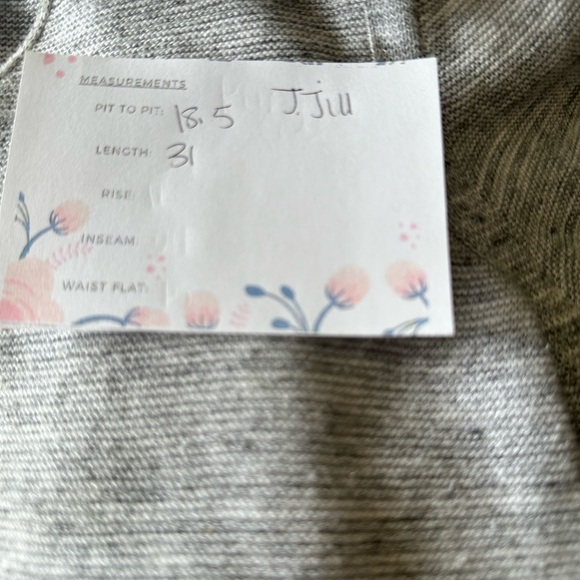 MEASUREMENTS
J.Jill
PIT TO PIT: 18.5
LENGTH: 31
RISE:
INSEAM:
WAIST FLAT: